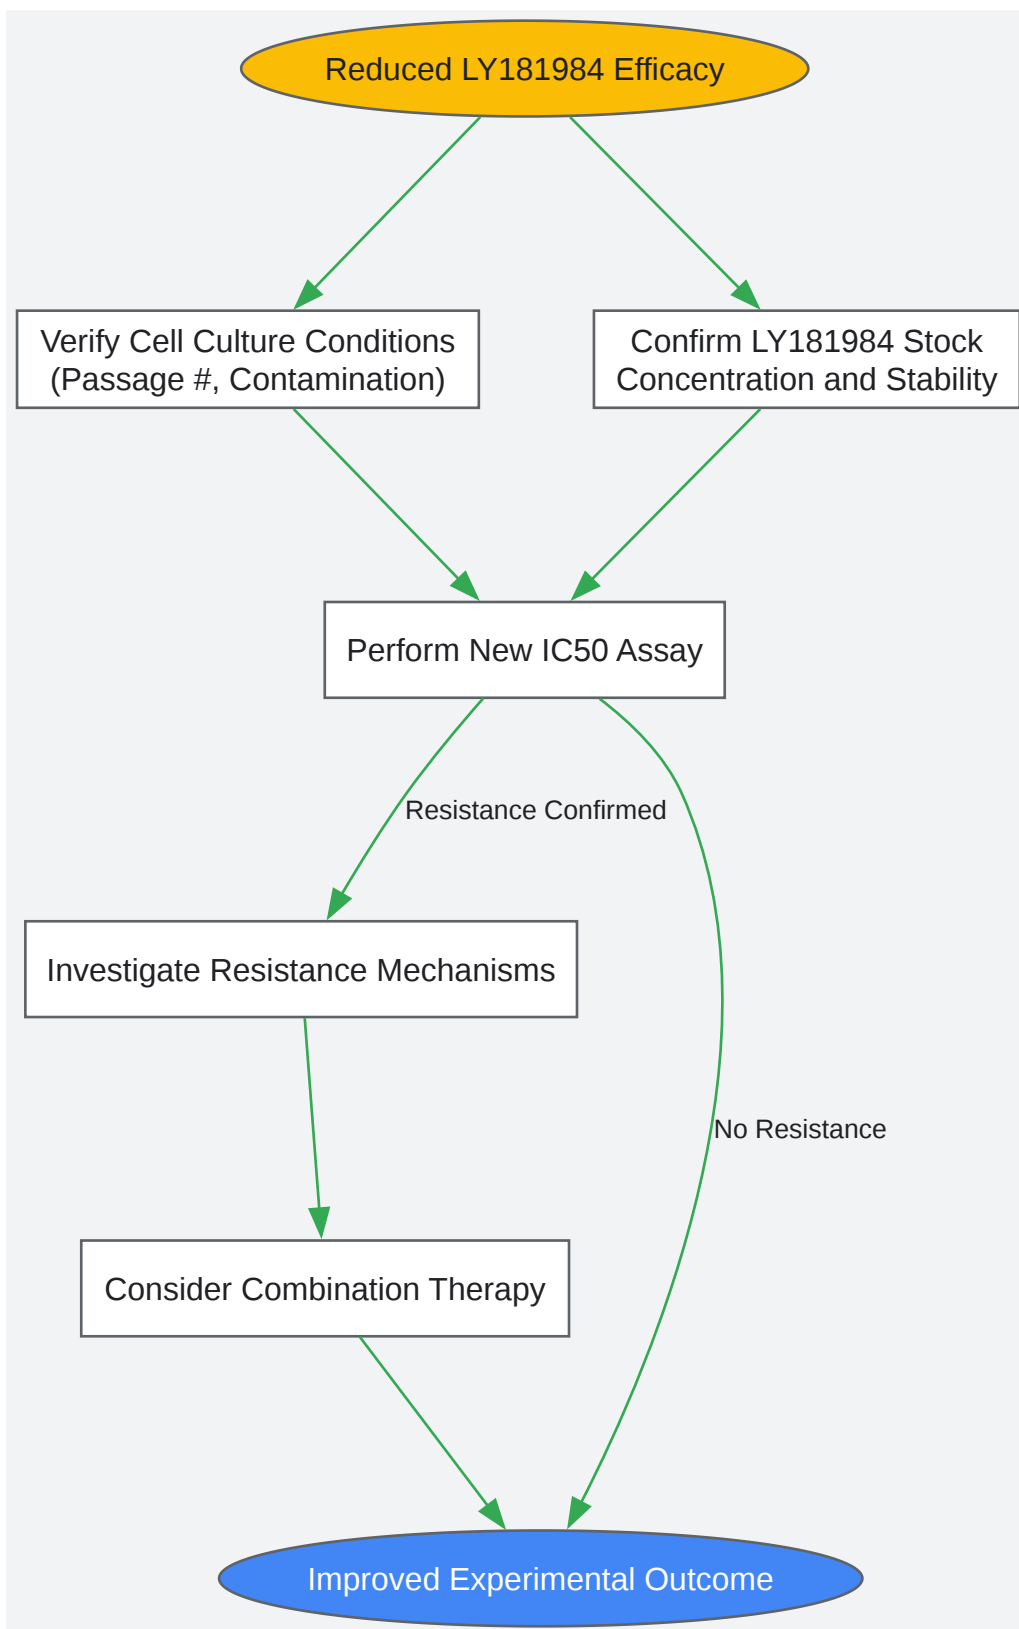 Reduced LY181984 Efficacy
Verify Cell Culture Conditions
(Passage #, Contamination)
Confirm LY181984 Stock
Concentration and Stability
Perform New IC50 Assay
Resistance Confirmed
Investigate Resistance Mechanisms
No Resistance
Consider Combination Therapy
Improved Experimental Outcome